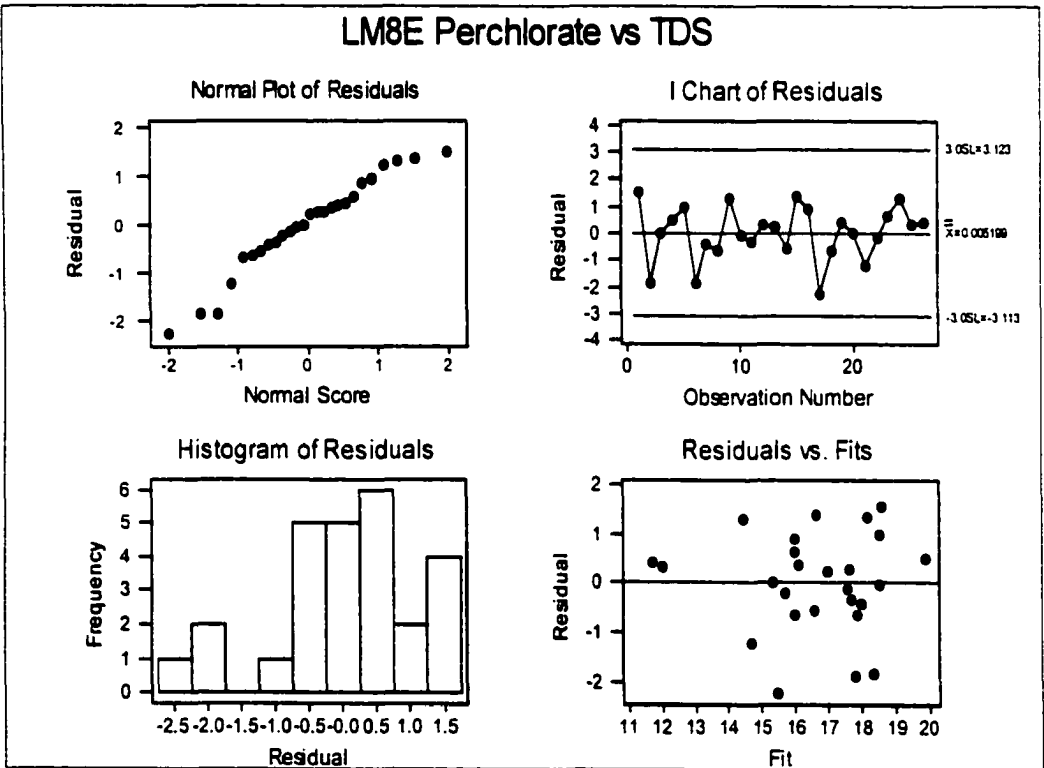 LM8E Perchlorate vs TDS
Normal Plot of Residuals
2
1
0
-1
-2
Residual
-2 -1 0 1 2
Normal Score
I Chart of Residuals
4
3
2
1
0
-1
-2
-3
-4
Residual
3.0SL=3.123
X=0.005199
-3.0SL=-3.113
0 10 20
Observation Number
Histogram of Residuals
6
5
4
3
2
1
0
Frequency
-2.5 -2.0 -1.5 -1.0 -0.5 -0.0 0.5 1.0 1.5
Residual
Residuals vs. Fits
2
1
0
-1
-2
Residual
11 12 13 14 15 16 17 18 19 20
Fit